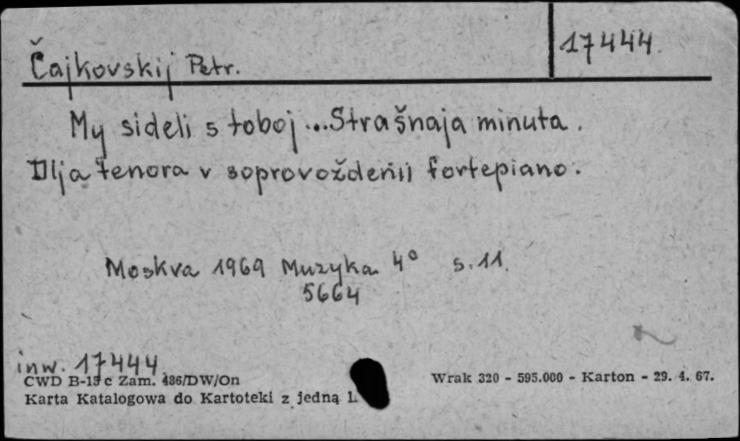 17444.
Čajkovskij Petr.
My sideli s toboj ... Strašnaja minuta.
Dlja tenora v soprovoždenii fortepiano.
Moskva 1969 Muzyka 4° s. 11.
5664
inw. 17444
CWD B-15c Zam. 486/DW/On
Wrak 320 - 595.000 - Karton - 29. 4. 67.
Karta Katalogowa do Kartoteki z jedną l.